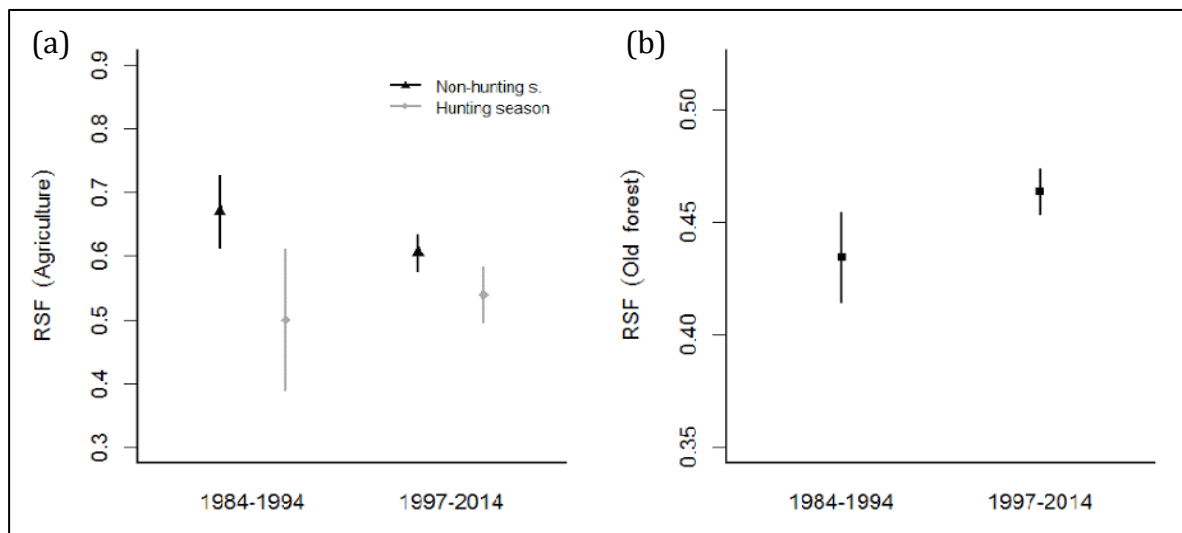 (a)
RSF (Agriculture)
0.9
0.8
0.7
0.6
0.5
0.4
0.3
Non-hunting s.
Hunting season
1984-1994
1997-2014
(b)
RSF (Old forest)
0.50
0.45
0.40
0.35
1984-1994
1997-2014